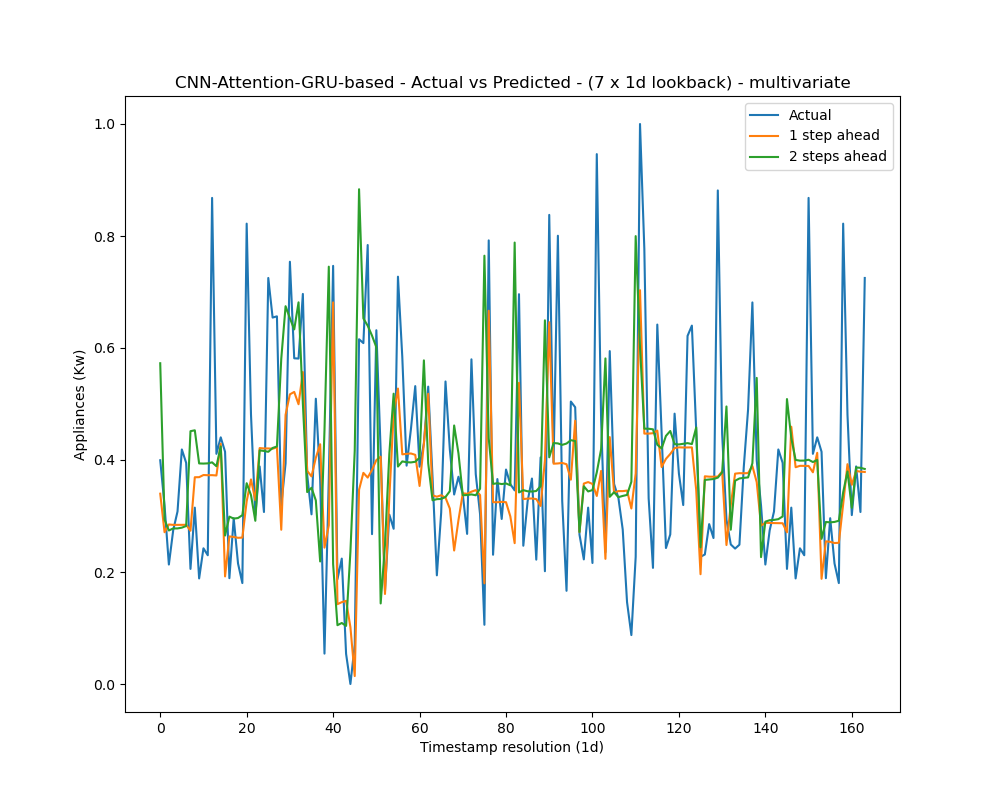 CNN-Attention-GRU-based - Actual vs Predicted - (7 x 1d lookback) - multivariate
Actual
1 step ahead
2 steps ahead
Appliances (Kw)
1.0
0.8
0.6
0.4
0.2
0.0
0 20 40 60 80 100 120 140 160
Timestamp resolution (1d)